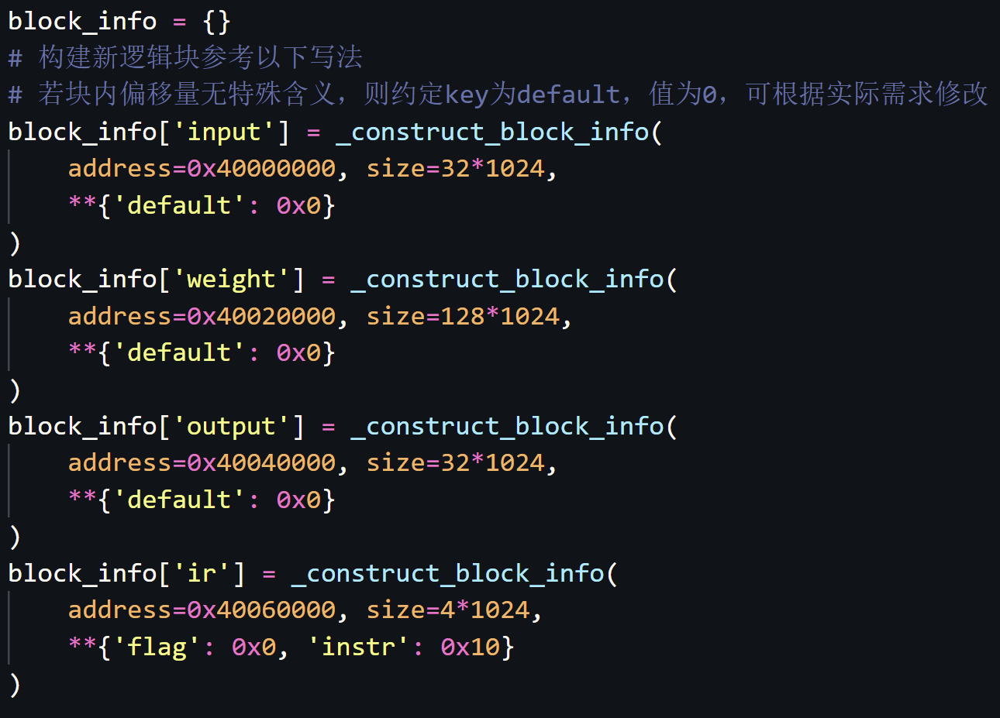 block_info = {}
# 构建新逻辑块参考以下写法
# 若块内偏移量无特殊含义，则约定key为default，值为0，可根据实际需求修改
block_info['input'] = _construct_block_info(
    address=0x40000000, size=32*1024,
    **{'default': 0x0}
)
block_info['weight'] = _construct_block_info(
    address=0x40020000, size=128*1024,
    **{'default': 0x0}
)
block_info['output'] = _construct_block_info(
    address=0x40040000, size=32*1024,
    **{'default': 0x0}
)
block_info['ir'] = _construct_block_info(
    address=0x40060000, size=4*1024,
    **{'flag': 0x0, 'instr': 0x10}
)